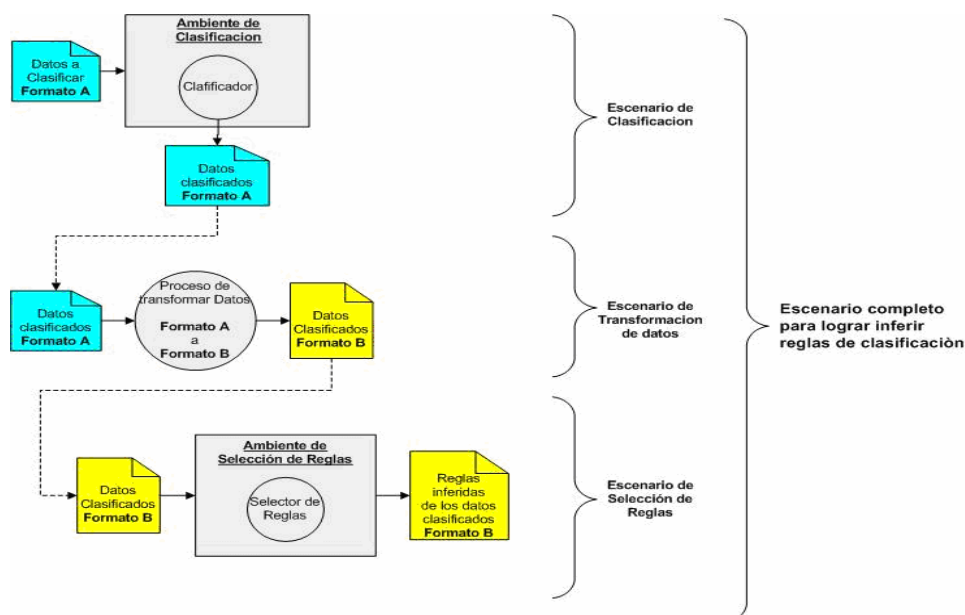 Ambiente de
Clasificacion
Datos a
Clasificar
Formato A
Clafificador
Escenario de
Clasificacion
Datos
clasificados
Formato A
Datos
clasificados
Formato A
Proceso de
transformar Datos
Formato A
a
Formato B
Datos
Clasificados
Formato B
Escenario de
Transformacion
de datos
Escenario completo
para lograr inferir
reglas de clasificaciòn
Ambiente de
Selección de Reglas
Datos
Clasificados
Formato B
Selector de
Reglas
Reglas
inferidas
de los datos
clasificados
Formato B
Escenario de
Selección de
Reglas